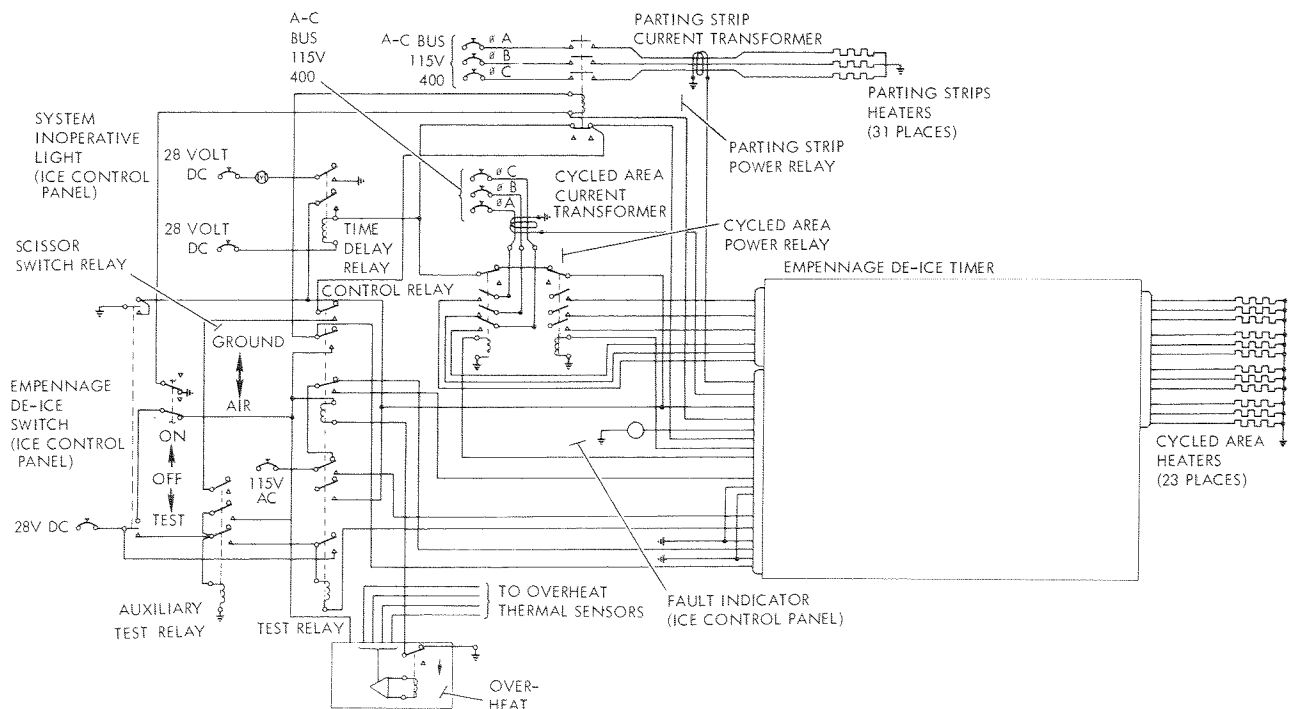 A-C
BUS
115V
400
A-C BUS
115V
400
ø A
ø B
ø C
PARTING STRIP
CURRENT TRANSFORMER
PARTING STRIPS
HEATERS
(31 PLACES)
PARTING STRIP
POWER RELAY
SYSTEM
INOPERATIVE
LIGHT
(ICE CONTROL
PANEL)
28 VOLT
DC
28 VOLT
DC
ø C
ø B
ø A
CYCLED AREA
CURRENT
TRANSFORMER
CYCLED AREA
POWER RELAY
TIME
DELAY
RELAY
SCISSOR
SWITCH RELAY
CONTROL RELAY
EMPENNAGE DE-ICE TIMER
GROUND
AIR
EMPENNAGE
DE-ICE
SWITCH
(ICE CONTROL
PANEL)
ON
OFF
TEST
115V
AC
28V DC
CYCLED AREA
HEATERS
(23 PLACES)
AUXILIARY
TEST RELAY
TEST RELAY
TO OVERHEAT
THERMAL SENSORS
FAULT INDICATOR
(ICE CONTROL PANEL)
OVER-
HEAT